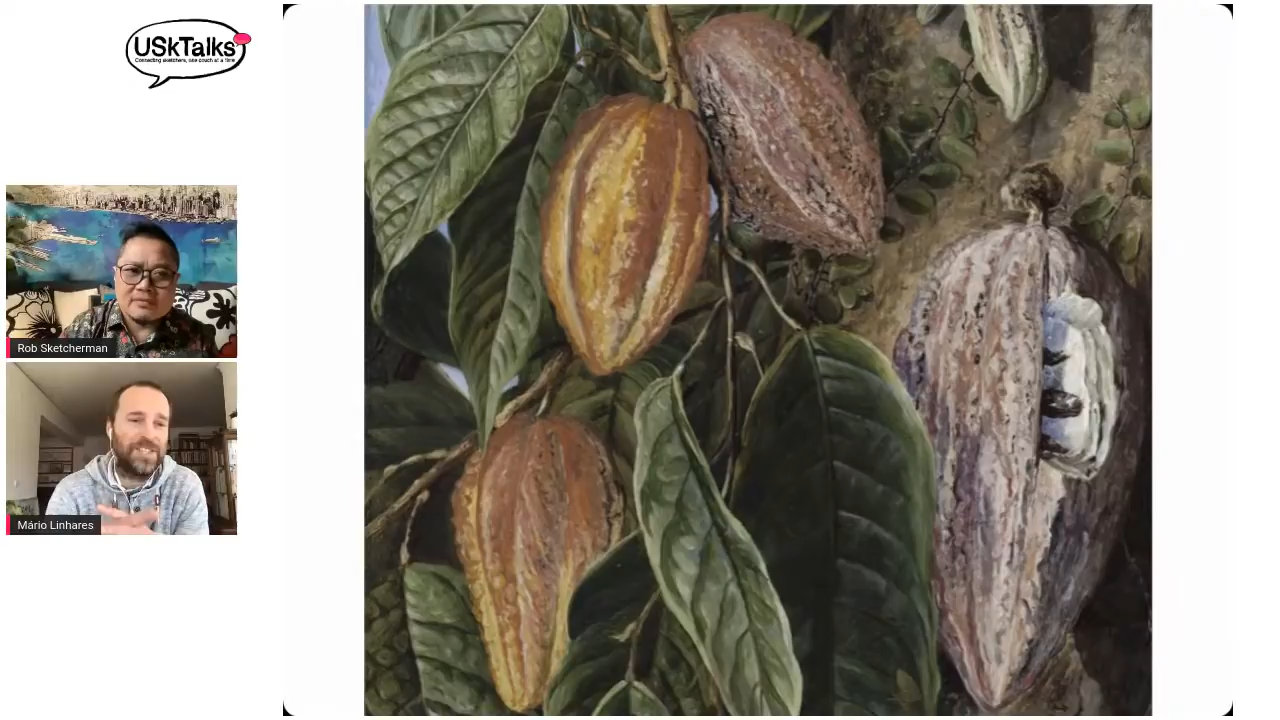 USkTalks
Connecting sketchers, one couch at a time
Rob Sketcherman
Mário Linhares